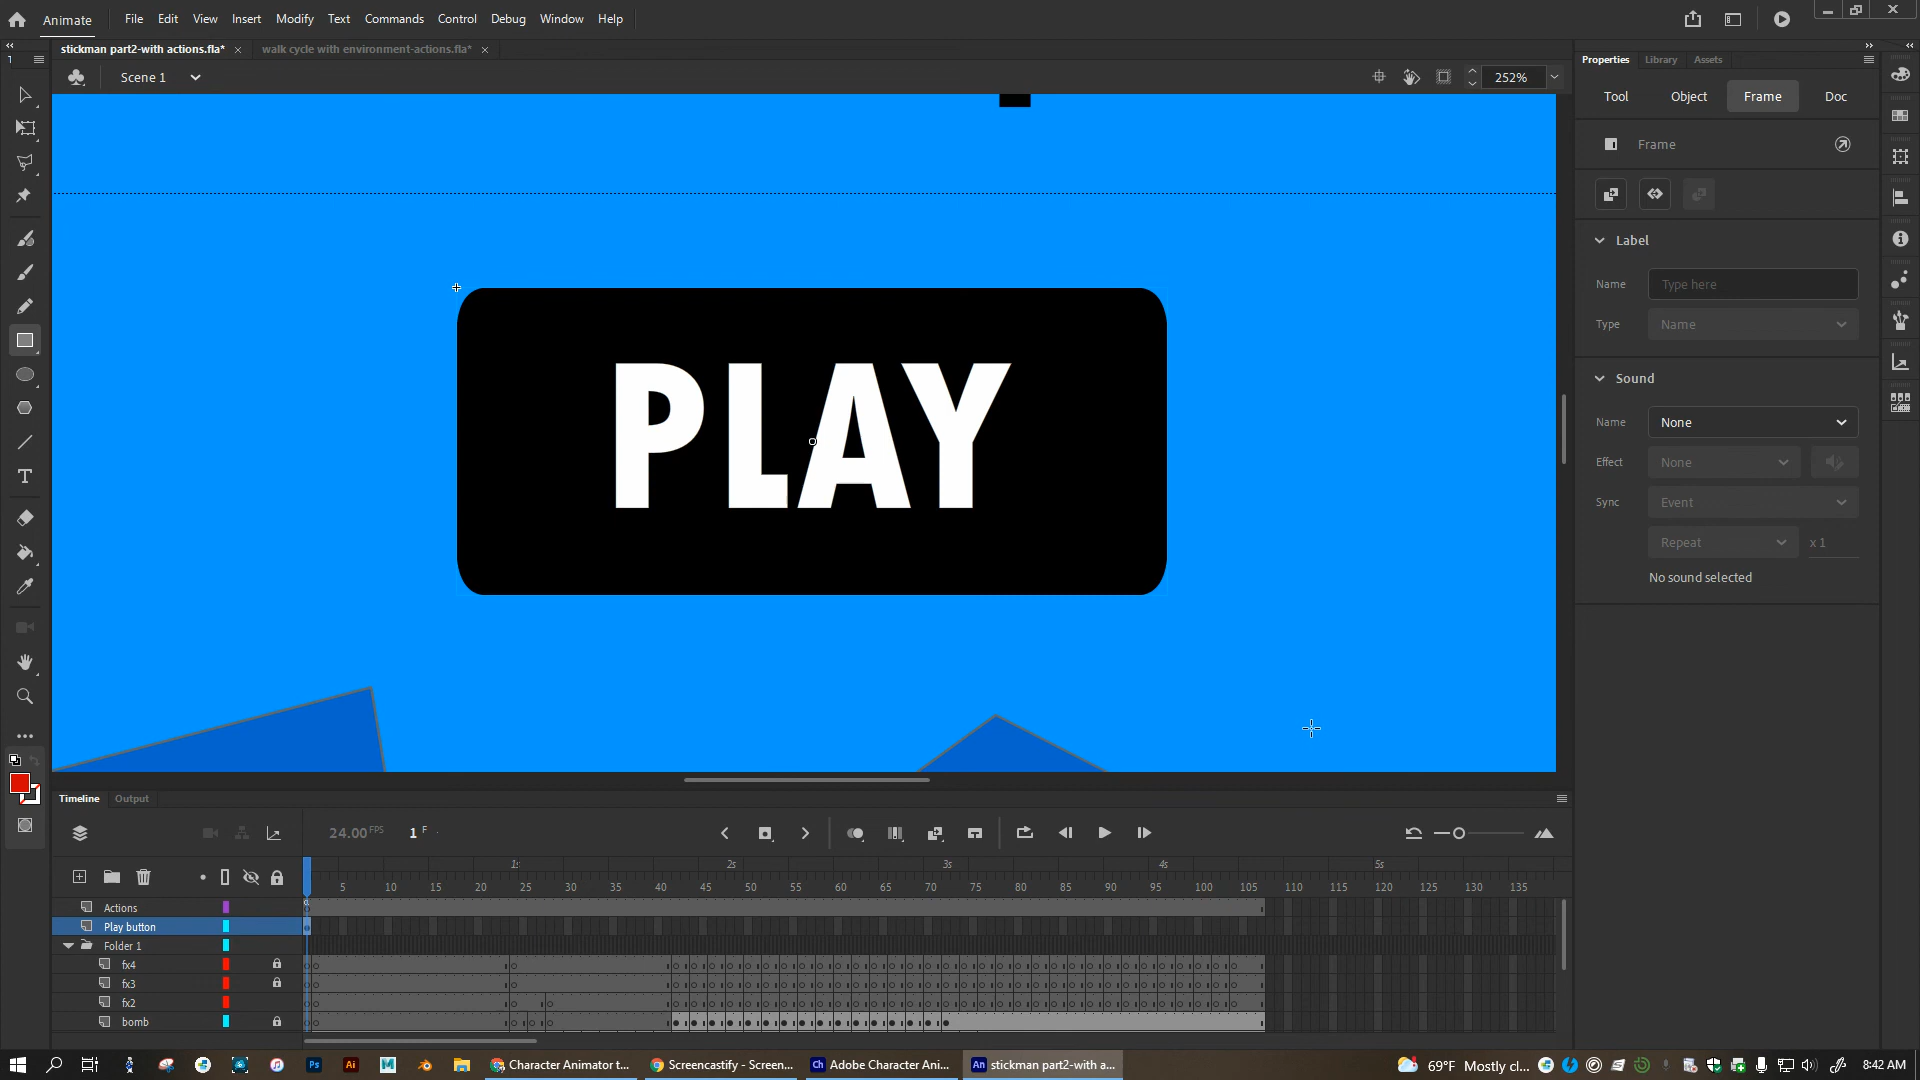 Animate File Edit View Insert Modify Text Commands Control Debug Window Help
stickman part2-with actions.fla* walk cycle with environment-actions.fla*
Scene 1 252%
Properties Library Assets
Tool Object Frame Doc
Frame
Label
Name Type here
Type Name
Sound
Name None
Effect None
Sync Event
Repeat x 1
No sound selected
PLAY
Timeline Output
24.00 FPS 1 F
1s 2s 3s 4s 5s
5 10 15 20 25 30 35 40 45 50 55 60 65 70 75 80 85 90 95 100 105 110 115 120 125 130 135
Actions
Play button
Folder 1
fx4
fx3
fx2
bomb
Character Animator t... Screencastify - Screen... Adobe Character Ani... stickman part2-with a... 69°F Mostly cl... 8:42 AM